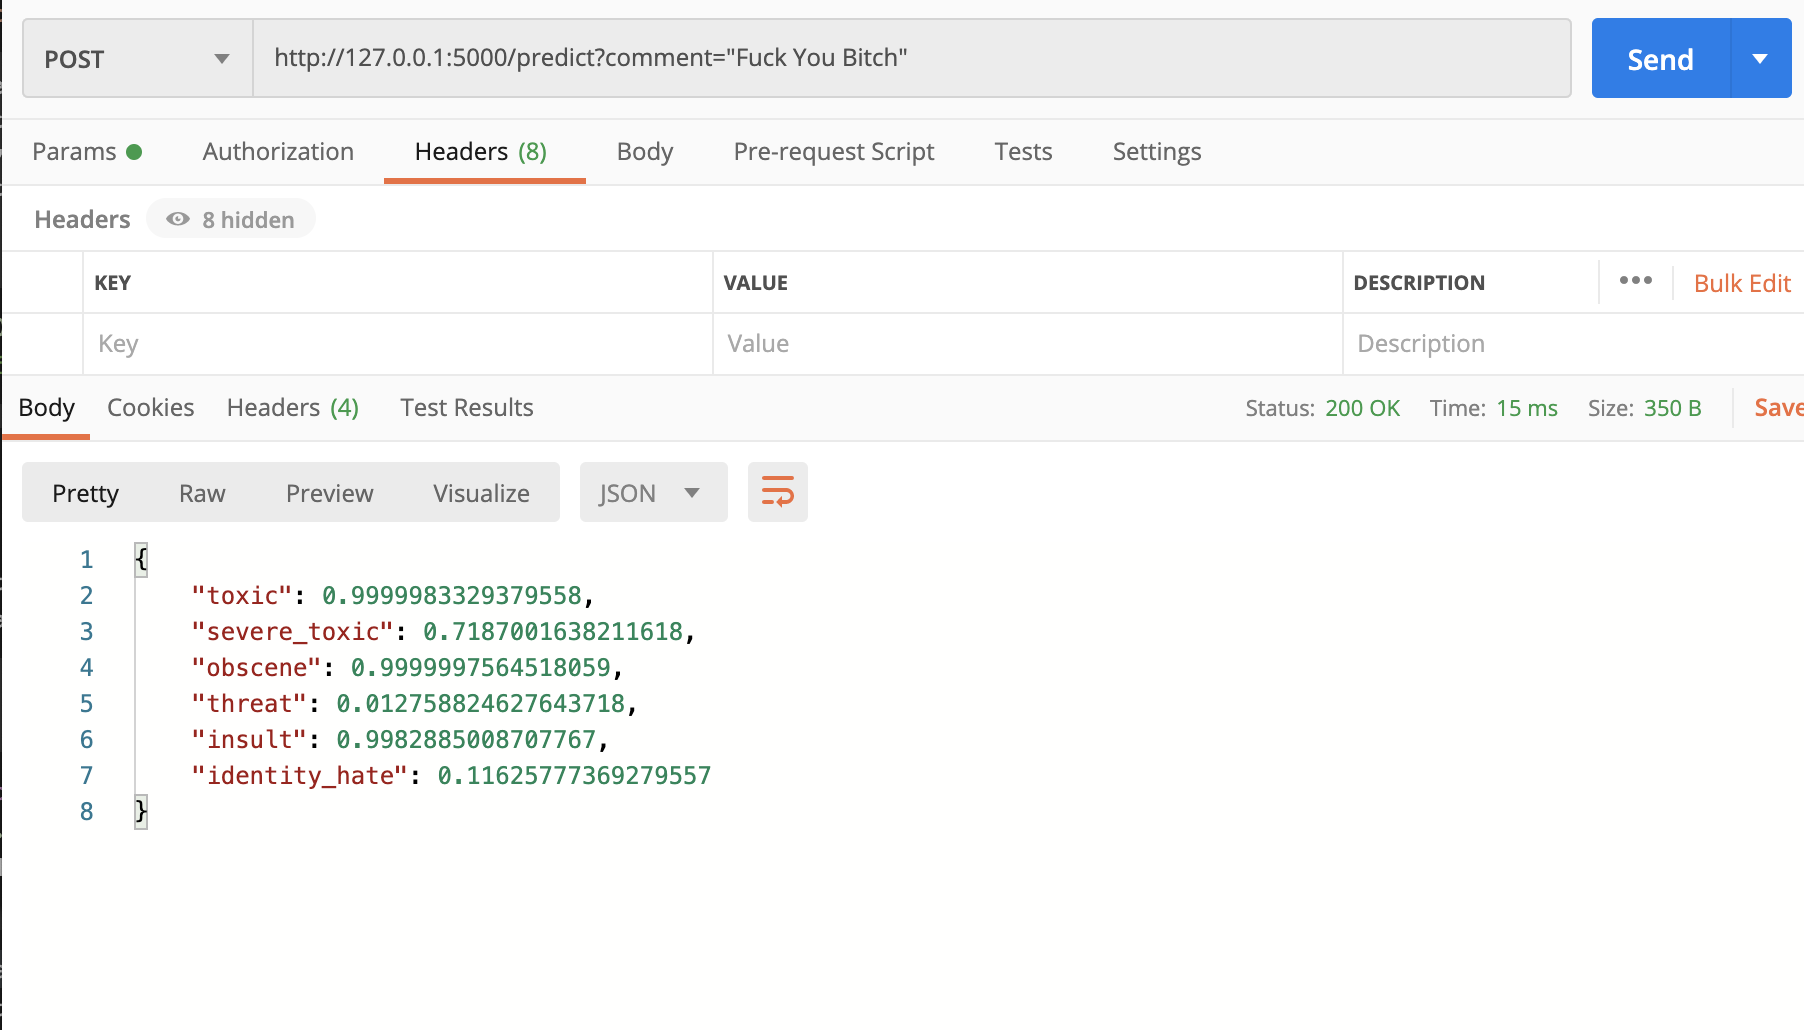 POST http://127.0.0.1:5000/predict?comment="Fuck You Bitch" Send
Params Authorization Headers (8) Body Pre-request Script Tests Settings
Headers 8 hidden
KEY VALUE DESCRIPTION ••• Bulk Edit
Key Value Description
Body Cookies Headers (4) Test Results Status: 200 OK Time: 15 ms Size: 350 B Save
Pretty Raw Preview Visualize JSON
1 {
2 "toxic": 0.9999983329379558,
3 "severe_toxic": 0.7187001638211618,
4 "obscene": 0.9999997564518059,
5 "threat": 0.012758824627643718,
6 "insult": 0.9982885008707767,
7 "identity_hate": 0.11625777369279557
8 }